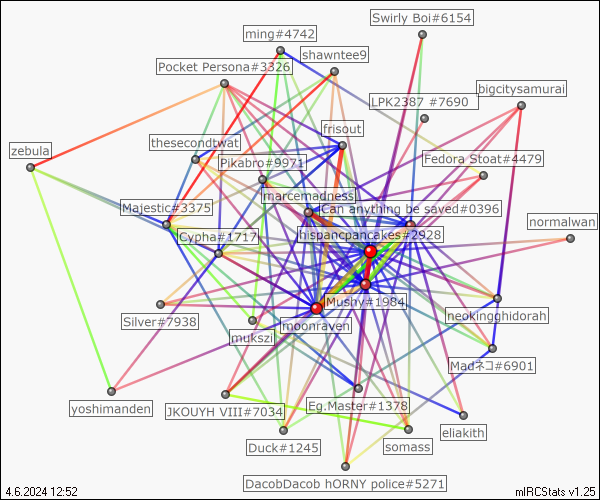 Swirly Boi#6154
ming#4742
shawntee9
Pocket Persona#3326
bigcitysamurai
LPK2387 #7690
frisout
thesecondtwat
zebula
Pikabro#9971
Fedora Stoat#4479
marcemadness
Majestic#3375
Can anything be saved#0396
normalwan
Cypha#1717
hispancpancakes#2928
Mushy#1984
neokingghidorah
Silver#7938
moonraven
mukszi
Madネコ#6901
yoshimanden
JKOUYH VIII#7034
Eg.Master#1378
eliakith
Duck#1245
somass
DacobDacob hORNY police#5271
4.6.2024 12:52
mIRCStats v1.25